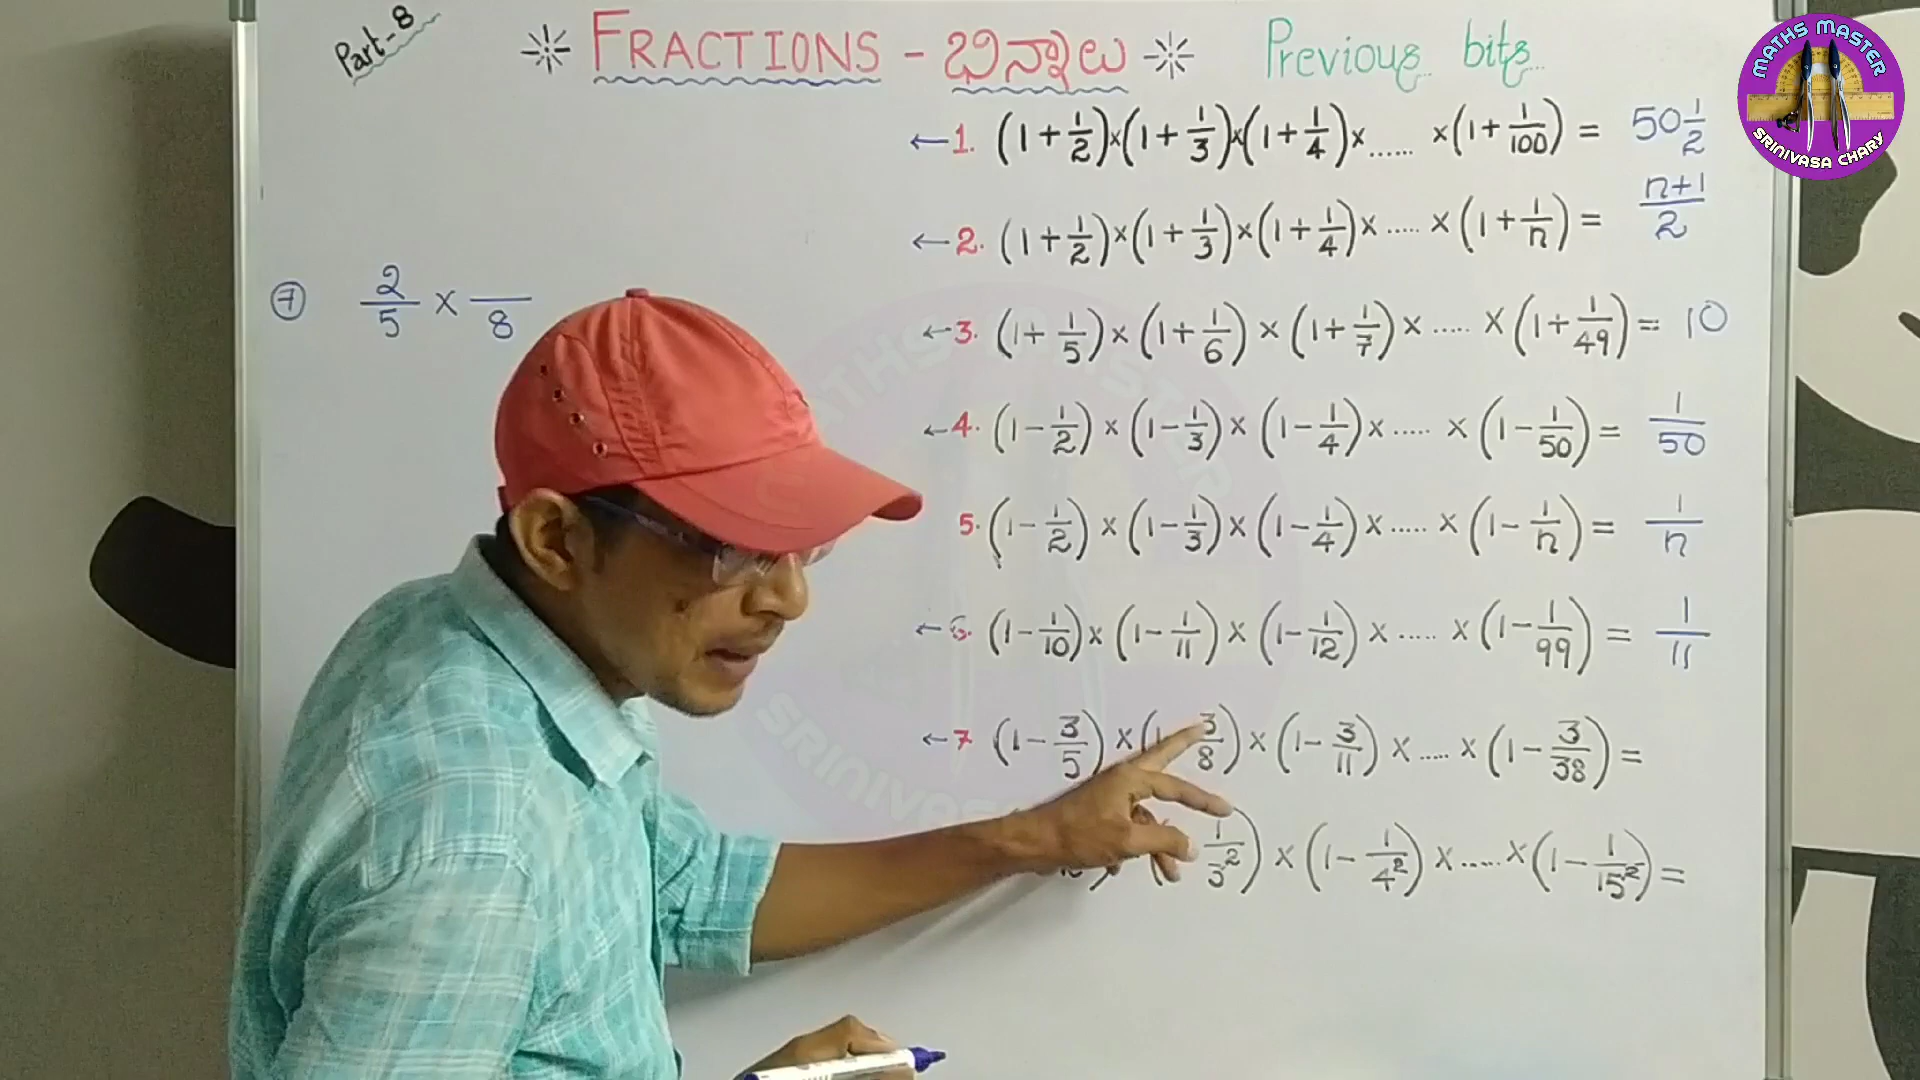 Part-8
FRACTIONS - భిన్నాలు Previous bits
MATHS MASTER
SRINIVASA CHARY
←1. (1 + 1/2) × (1 + 1/3) × (1 + 1/4) × ...... × (1 + 1/100) = 50 1/2
←2. (1 + 1/2) × (1 + 1/3) × (1 + 1/4) × ..... × (1 + 1/n) = n+1/2
⑦ 2/5 × /8
←3. (1 + 1/5) × (1 + 1/6) × (1 + 1/7) × ..... × (1 + 1/49) = 10
←4. (1 - 1/2) × (1 - 1/3) × (1 - 1/4) × ..... × (1 - 1/50) = 1/50
5. (1 - 1/2) × (1 - 1/3) × (1 - 1/4) × ..... × (1 - 1/n) = 1/n
←6. (1 - 1/10) × (1 - 1/11) × (1 - 1/12) × ..... × (1 - 1/99) = 1/11
←7 (1 - 3/5) × (1 3/8) × (1 - 3/11) × ..... × (1 - 3/38) =
1/3² ) × (1 - 1/4²) × ..... × (1 - 1/15²) =